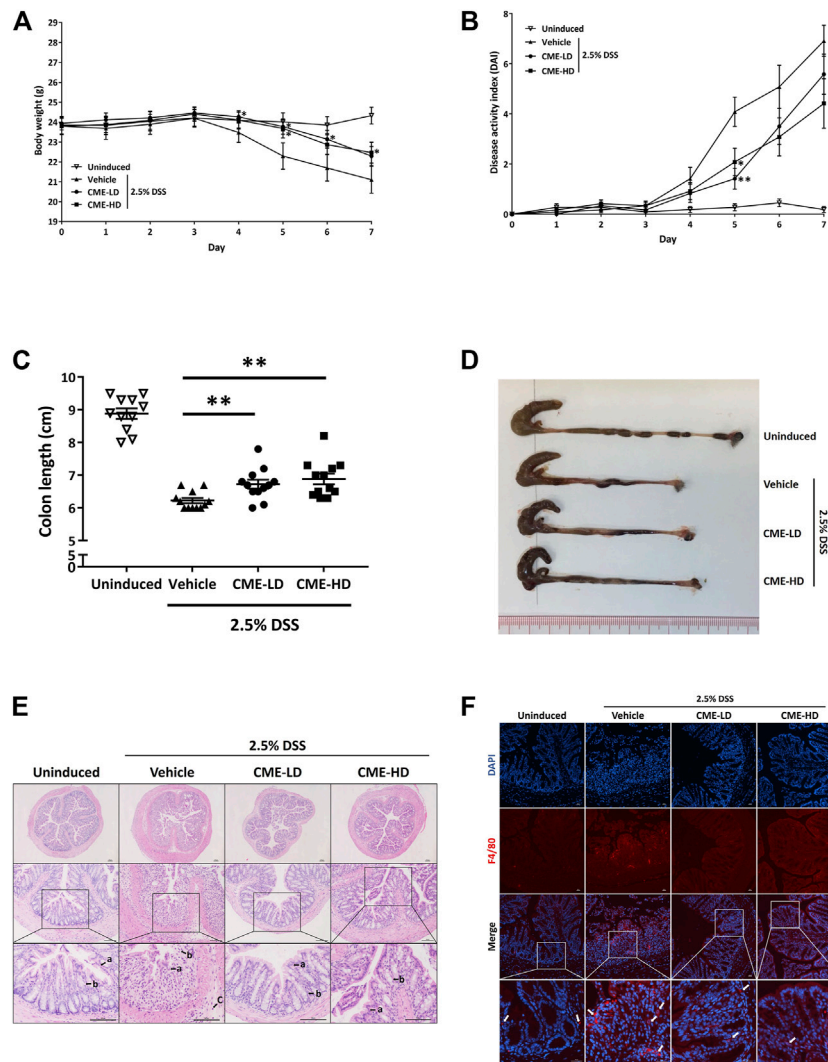 A
29
28
27
26
25
24
23
22
21
20
19
Body weight (g)
Uninduced
Vehicle
CME-LD
CME-HD
2.5% DSS
*
*
*
*
*
0 1 2 3 4 5 6 7
Day
B
8
6
4
2
0
Disease activity index (DAI)
Uninduced
Vehicle
CME-LD
CME-HD
2.5% DSS
*
**
0 1 2 3 4 5 6 7
Day
C
**
**
10
9
8
7
6
5
5
0
Colon length (cm)
Uninduced Vehicle CME-LD CME-HD
2.5% DSS
D
Uninduced
Vehicle
CME-LD
CME-HD
2.5% DSS
E
2.5% DSS
Uninduced Vehicle CME-LD CME-HD
a
b
b
a
C
a
b
b
a
F
2.5% DSS
Uninduced Vehicle CME-LD CME-HD
DAPI
F4/80
Merge